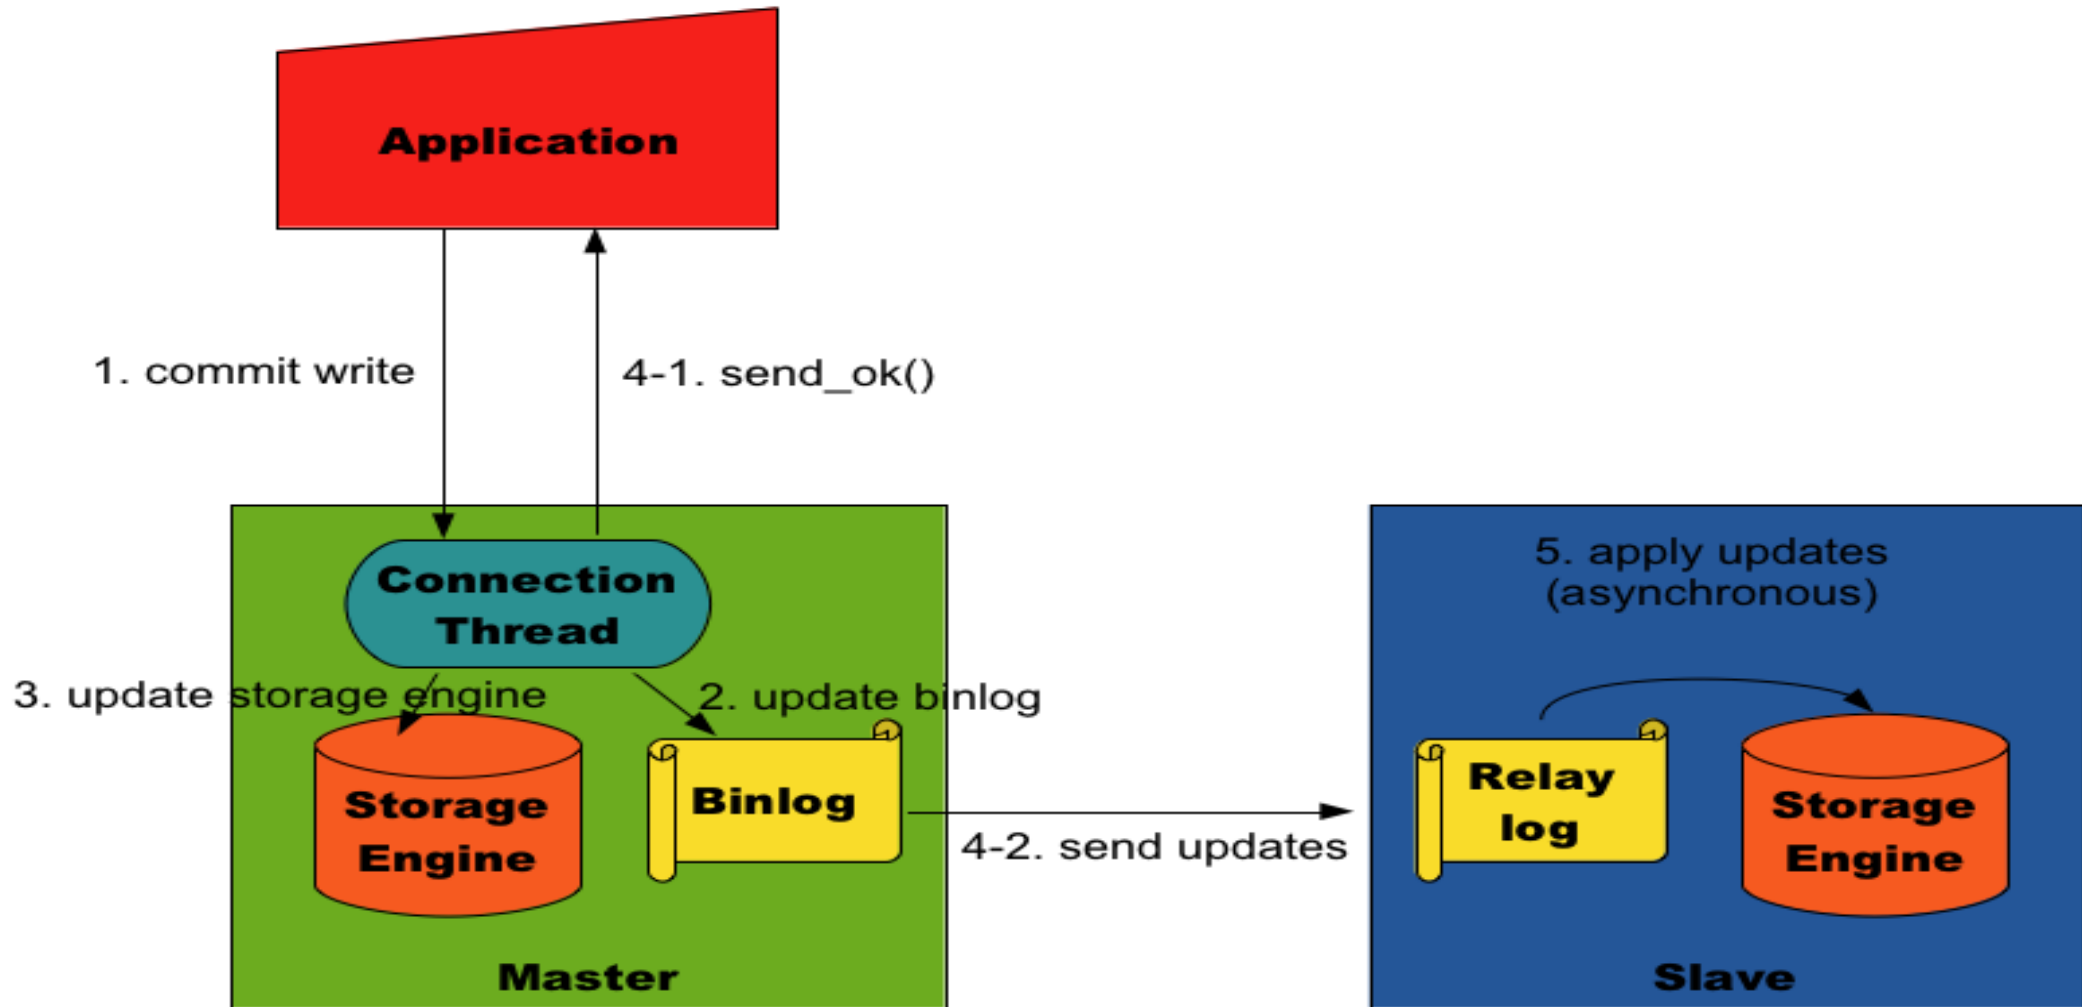 Application
1. commit write
4-1. send_ok()
Connection
Thread
3. update storage engine
2. update binlog
Storage
Engine
Binlog
Master
4-2. send updates
5. apply updates
(asynchronous)
Relay
log
Storage
Engine
Slave